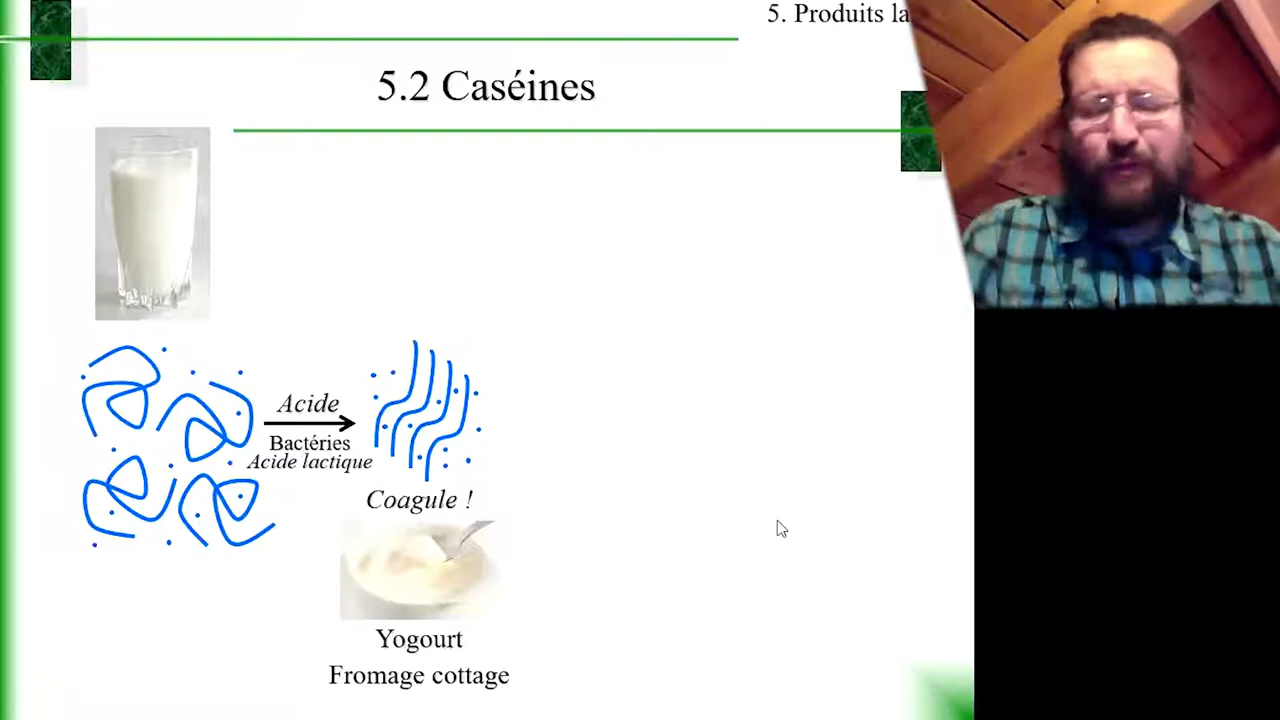 5. Produits la
5.2 Caséines
Acide
Bactéries
Acide lactique
Coagule !
Yogourt
Fromage cottage